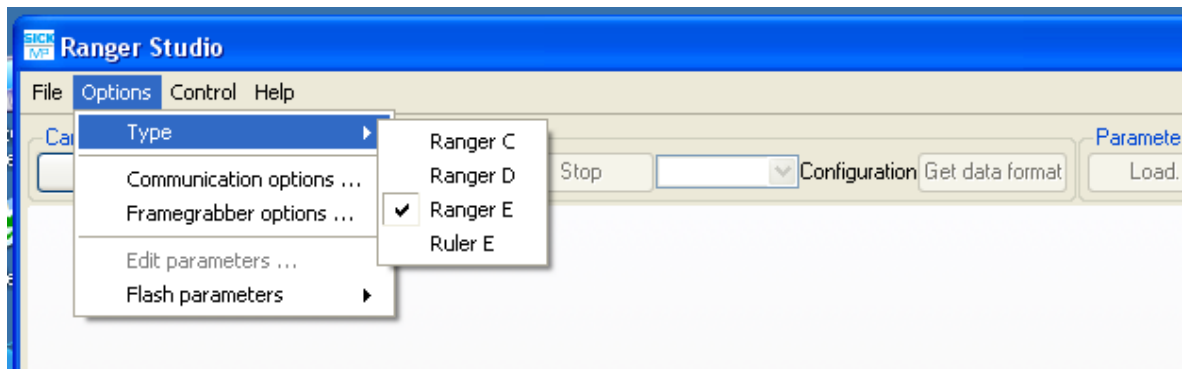 SICK
IVP Ranger Studio
File Options Control Help
Type
Communication options ...
Framegrabber options ...
Edit parameters ...
Flash parameters
Ranger C
Ranger D
Ranger E
Ruler E
Stop
Configuration
Get data format
Load.